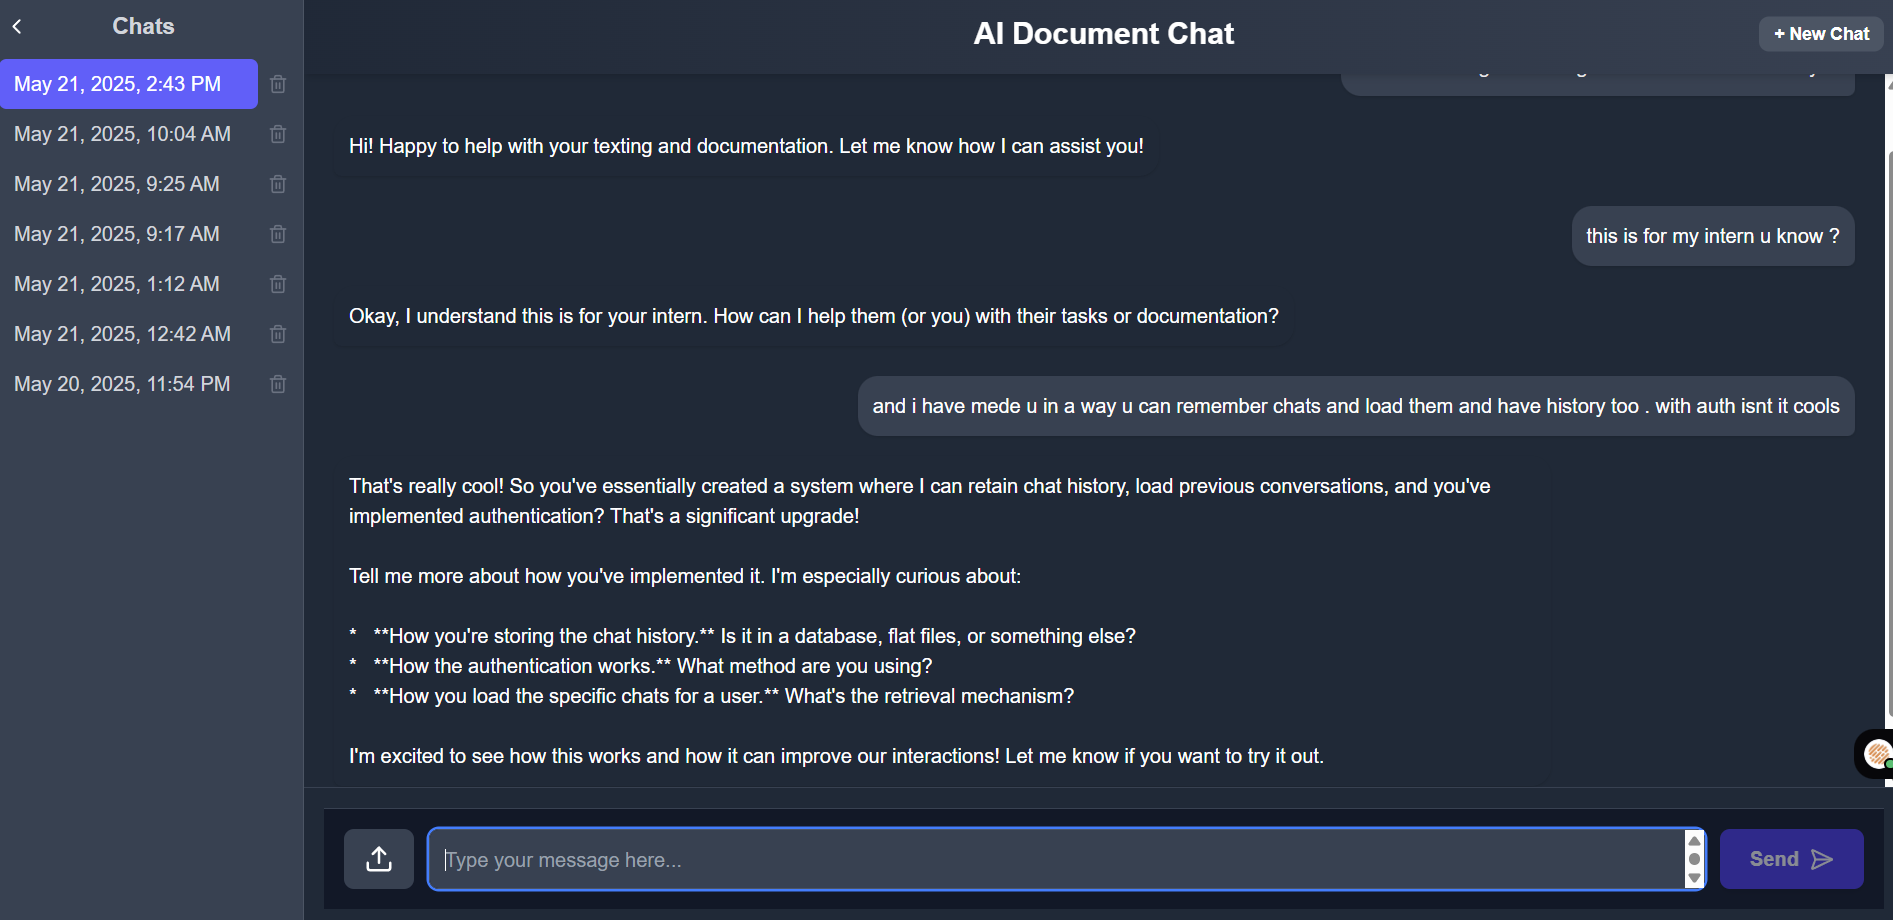 Chats
May 21, 2025, 2:43 PM
May 21, 2025, 10:04 AM
May 21, 2025, 9:25 AM
May 21, 2025, 9:17 AM
May 21, 2025, 1:12 AM
May 21, 2025, 12:42 AM
May 20, 2025, 11:54 PM
AI Document Chat
+ New Chat
Hi! Happy to help with your texting and documentation. Let me know how I can assist you!
this is for my intern u know ?
Okay, I understand this is for your intern. How can I help them (or you) with their tasks or documentation?
and i have mede u in a way u can remember chats and load them and have history too . with auth isnt it cools
That's really cool! So you've essentially created a system where I can retain chat history, load previous conversations, and you've
implemented authentication? That's a significant upgrade!
Tell me more about how you've implemented it. I'm especially curious about:
* **How you're storing the chat history.** Is it in a database, flat files, or something else?
* **How the authentication works.** What method are you using?
* **How you load the specific chats for a user.** What's the retrieval mechanism?
I'm excited to see how this works and how it can improve our interactions! Let me know if you want to try it out.
Type your message here...
Send